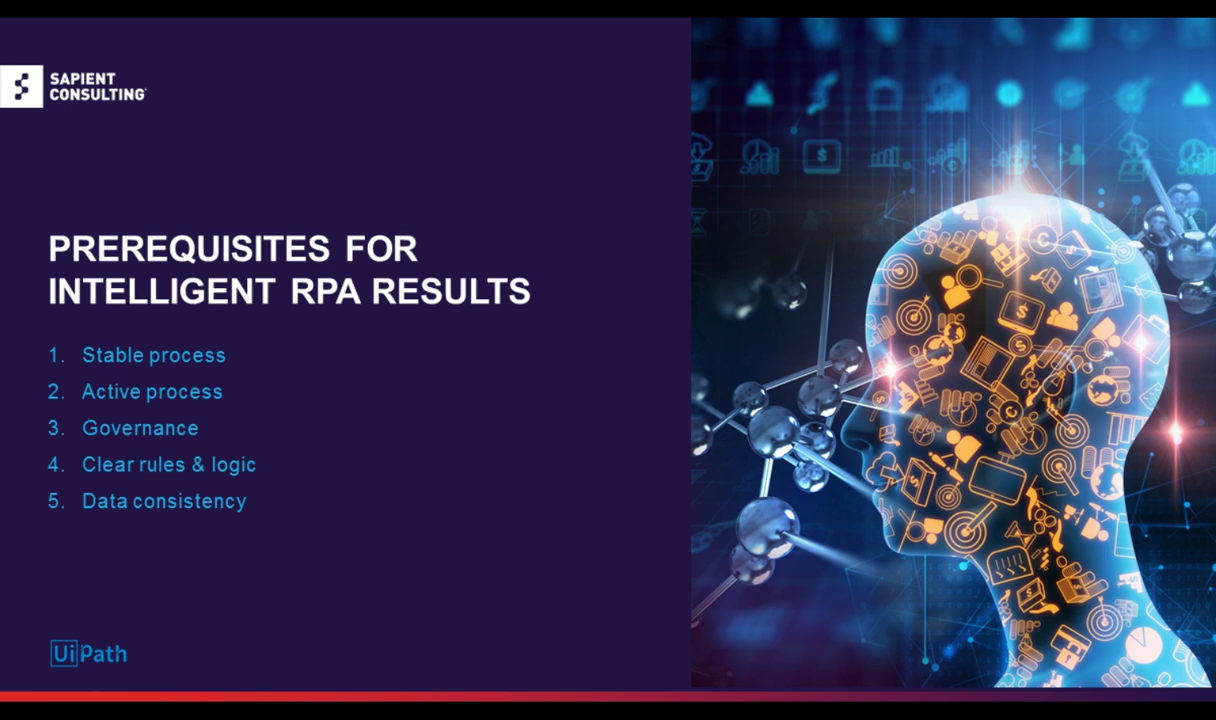 SAPIENT
CONSULTING
PREREQUISITES FOR
INTELLIGENT RPA RESULTS
1. Stable process
2. Active process
3. Governance
4. Clear rules & logic
5. Data consistency
UiPath